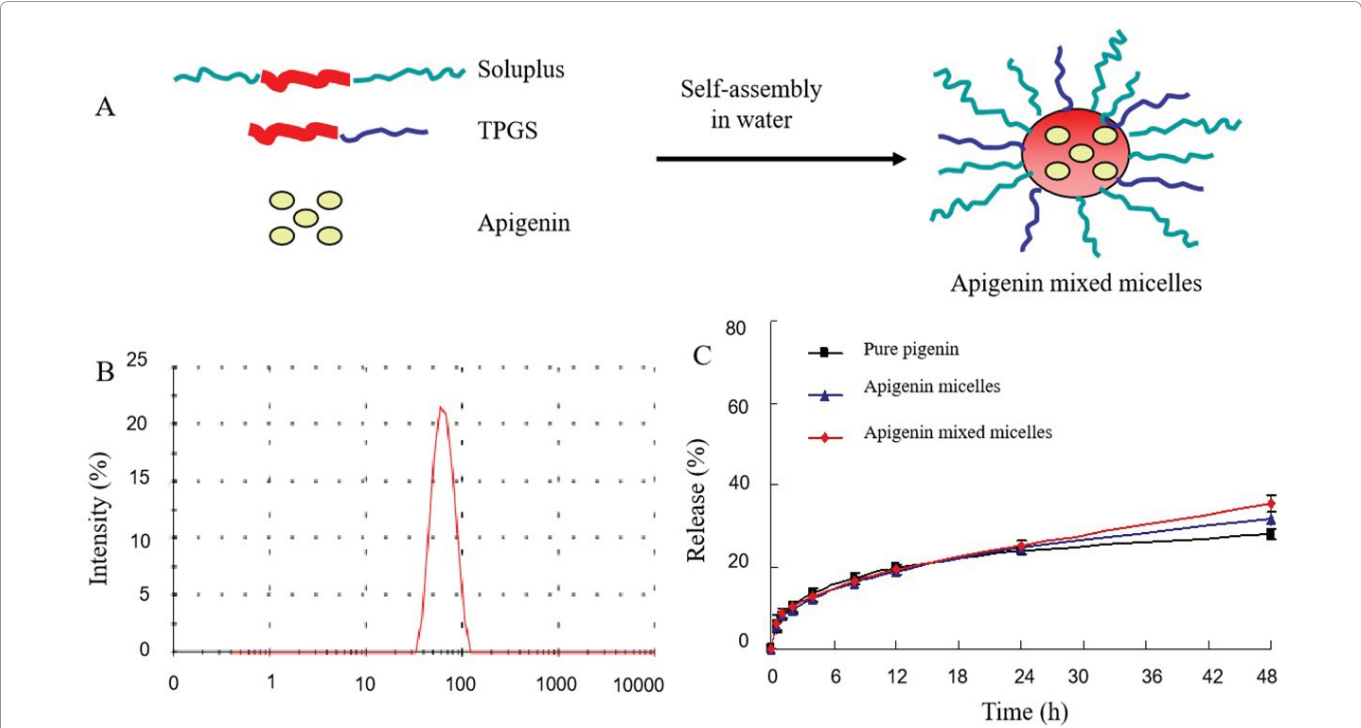 A
Soluplus
TPGS
Apigenin
Self-assembly
in water
Apigenin mixed micelles
B
25
20
15
10
5
0
Intensity (%)
0 1 10 100 1000 10000
C
80
60
40
20
0
Release (%)
Pure pigenin
Apigenin micelles
Apigenin mixed micelles
0 6 12 18 24 30 36 42 48
Time (h)